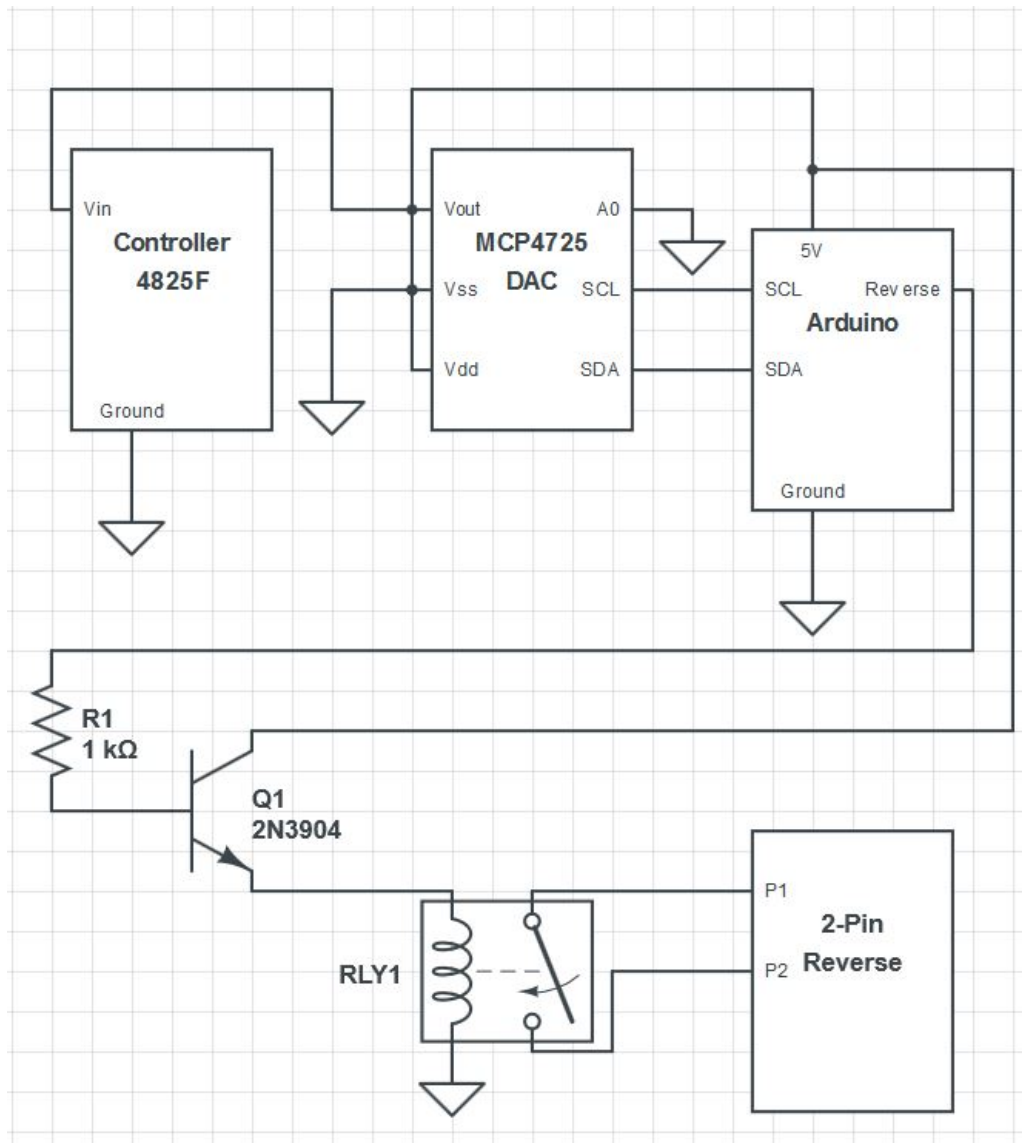 Vin
Controller
4825F
Ground
Vout
A0
MCP4725
DAC
Vss
SCL
Vdd
SDA
5V
SCL
Reverse
Arduino
SDA
Ground
R1
1 kΩ
Q1
2N3904
RLY1
P1
2-Pin
Reverse
P2